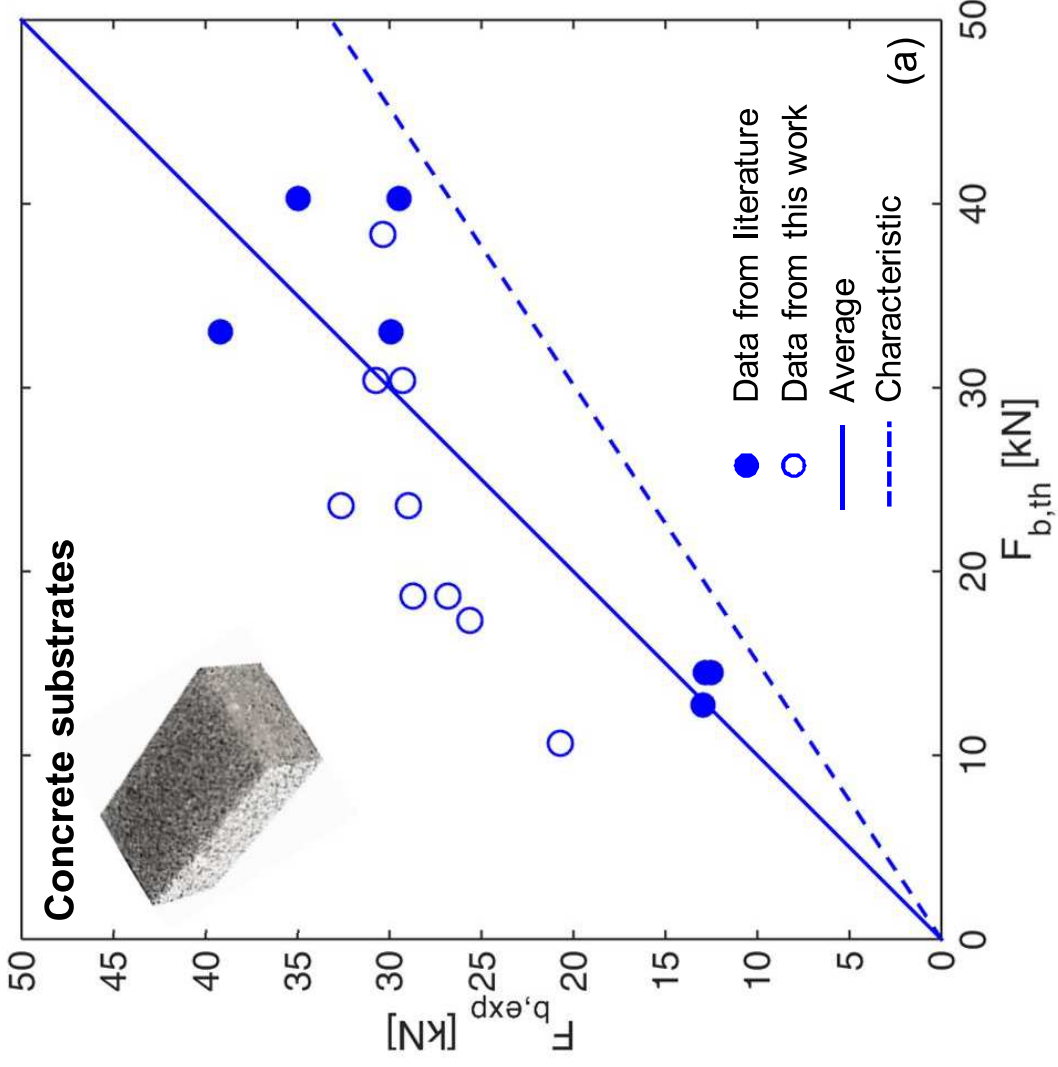 Concrete substrates
50
45
40
35
30
25
20
15
10
5
0
F b,exp [kN]
Data from literature
Data from this work
Average
Characteristic
(a)
0
10
20
30
40
50
F b,th [kN]